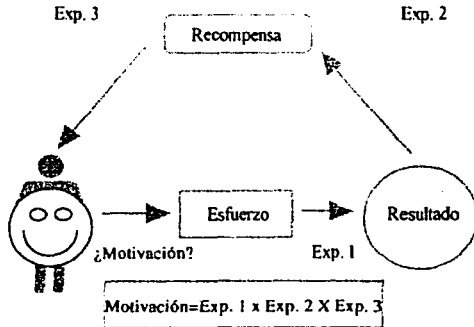 Exp. 3
Exp. 2
Recompensa
Esfuerzo
Resultado
¿Motivación?
Exp. 1
Motivación=Exp. 1 x Exp. 2 X Exp. 3